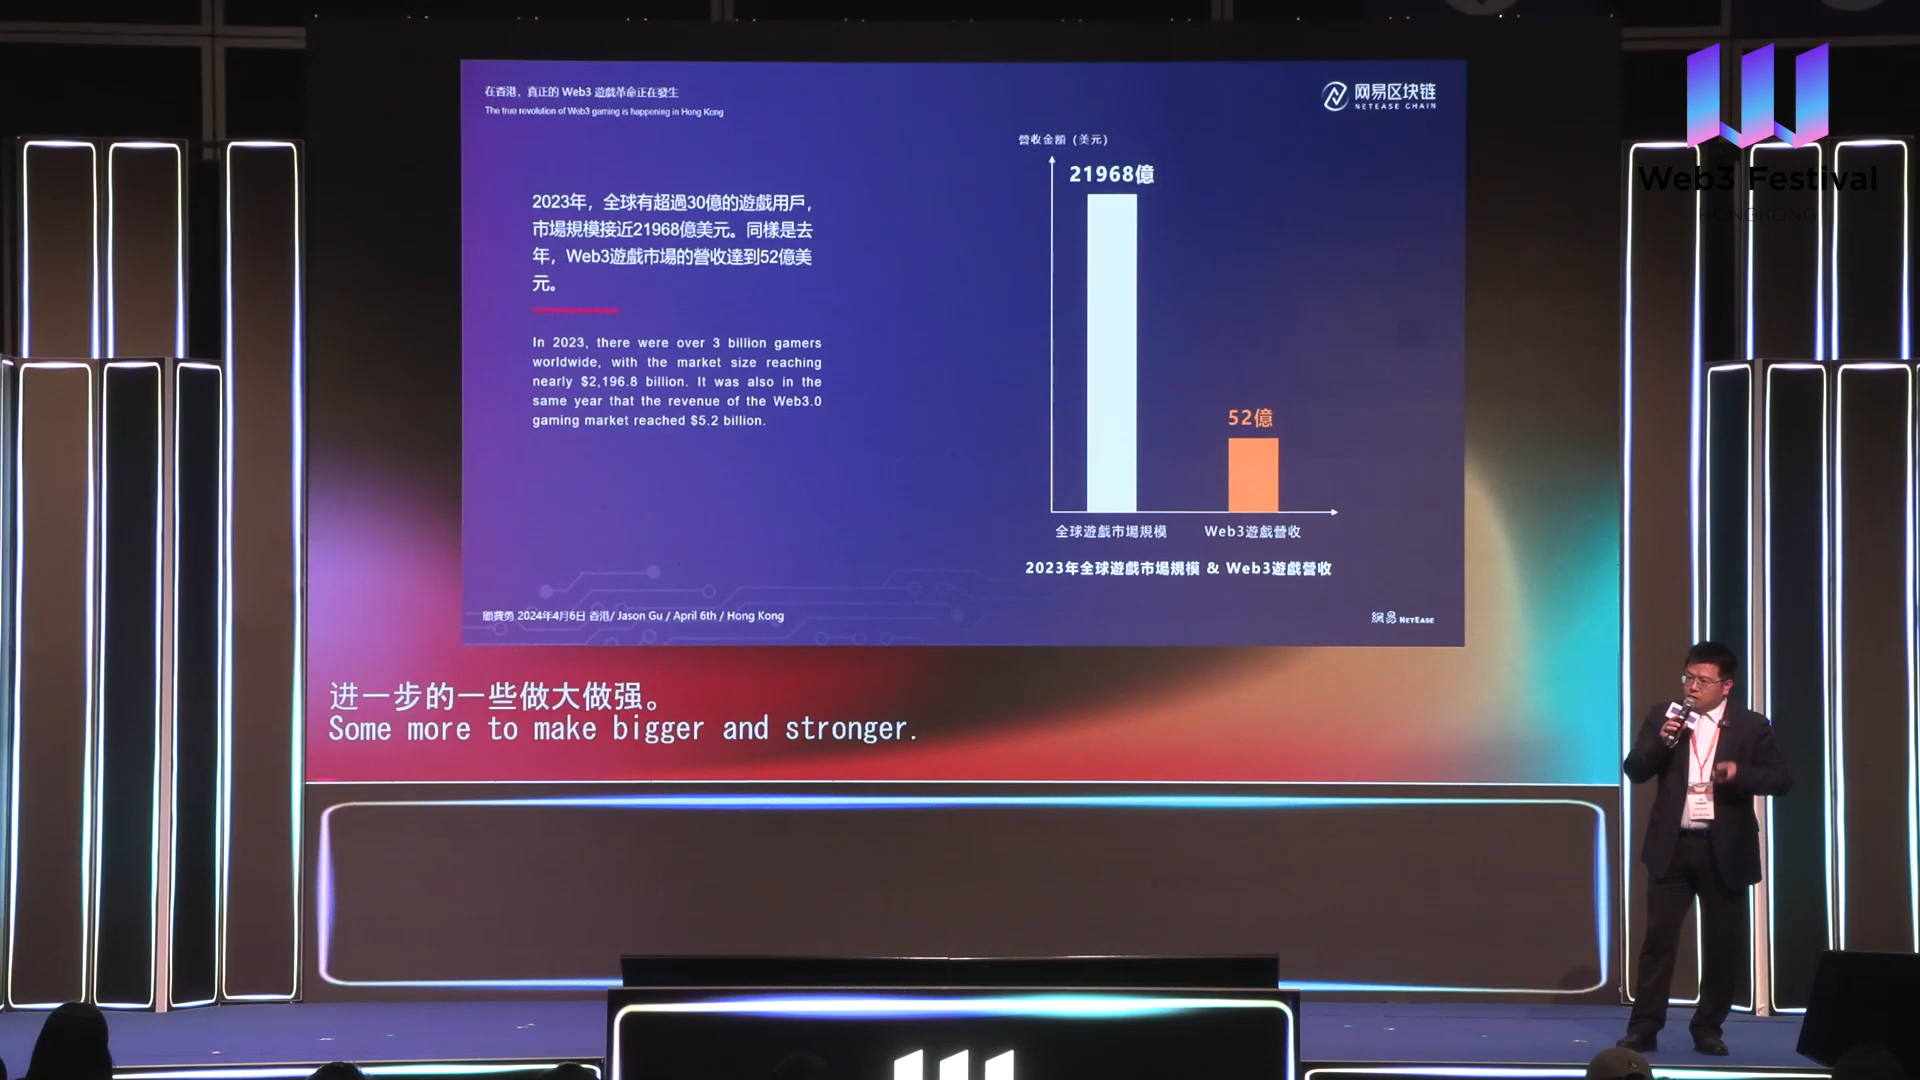 在香港，真正的 Web3 遊戲革命正在發生
The true revolution of Web3 gaming is happening in Hong Kong
网易区块链
NETEASE CHAIN
Web3 Festival
HONGKONG
2023年，全球有超過30億的遊戲用戶，
市場規模接近21968億美元。同樣是去
年，Web3遊戲市場的營收達到52億美
元。
In 2023, there were over 3 billion gamers
worldwide, with the market size reaching
nearly $2,196.8 billion. It was also in the
same year that the revenue of the Web3.0
gaming market reached $5.2 billion.
營收金額（美元）
21968億
52億
全球遊戲市場規模
Web3遊戲營收
2023年全球遊戲市場規模 & Web3遊戲營收
顧費勇 2024年4月6日 香港/ Jason Gu / April 6th / Hong Kong
網易 NETEASE
进一步的一些做大做强。
Some more to make bigger and stronger.